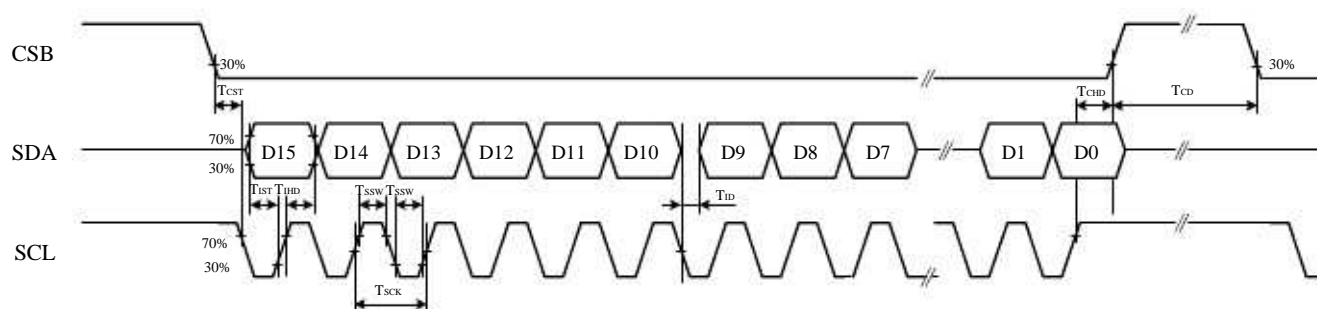 CSB
30%
30%
TCST
TCHD
TCD
70%
SDA
D15 D14 D13 D12 D11 D10 D9 D8 D7 D1 D0
30%
TIST TIHD TSSW TSSW TID
SCL
70%
30%
TSCK